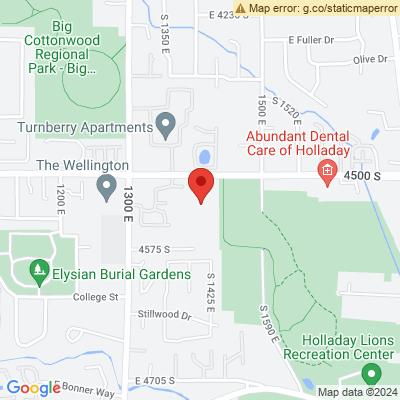 Map error: g.co/staticmaperror
Big
Cottonwood
Regional
Park - Big...
S 1350 E
E 4230 S
E Fuller Dr
Olive Dr
S 1520 E
1500 E
Turnberry Apartments
Abundant Dental
Care of Holladay
The Wellington
4500 S
1200 E
1300 E
4575 S
Elysian Burial Gardens
S 1425 E
College St
Stillwood Dr
S 1590 E
Holladay Lions
Recreation Center
E 4705 S
Google
E Bonner Way
Map data ©2024